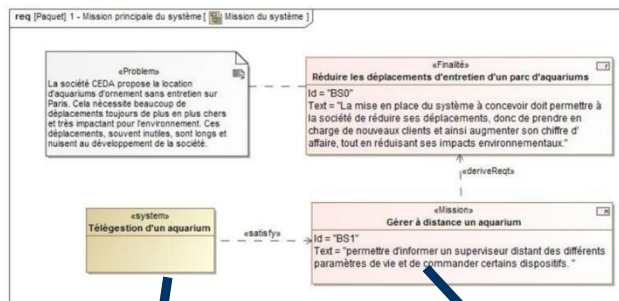 req [Paquet] 1 - Mission principale du système [ Mission du système ]
«Problem»
La société CEDA propose la location
d'aquariums d'ornement sans entretien sur
Paris. Cela nécessite beaucoup de
déplacements toujours de plus en plus chers
et très impactant pour l'environnement. Ces
déplacements, souvent inutiles, sont longs et
nuisent au développement de la société.
«Finalité»
Réduire les déplacements d'entretien d'un parc d'aquariums
Id = "BS0"
Text = "La mise en place du système à concevoir doit permettre à
la société de réduire ses déplacements, donc de prendre en
charge de nouveaux clients et ainsi augmenter son chiffre d'
affaire, tout en réduisant ses impacts environnementaux."
«deriveReqt»
«system»
Télégestion d'un aquarium
«satisfy»
«Mission»
Gérer à distance un aquarium
Id = "BS1"
Text = "permettre d'informer un superviseur distant des différents
paramètres de vie et de commander certains dispositifs. "